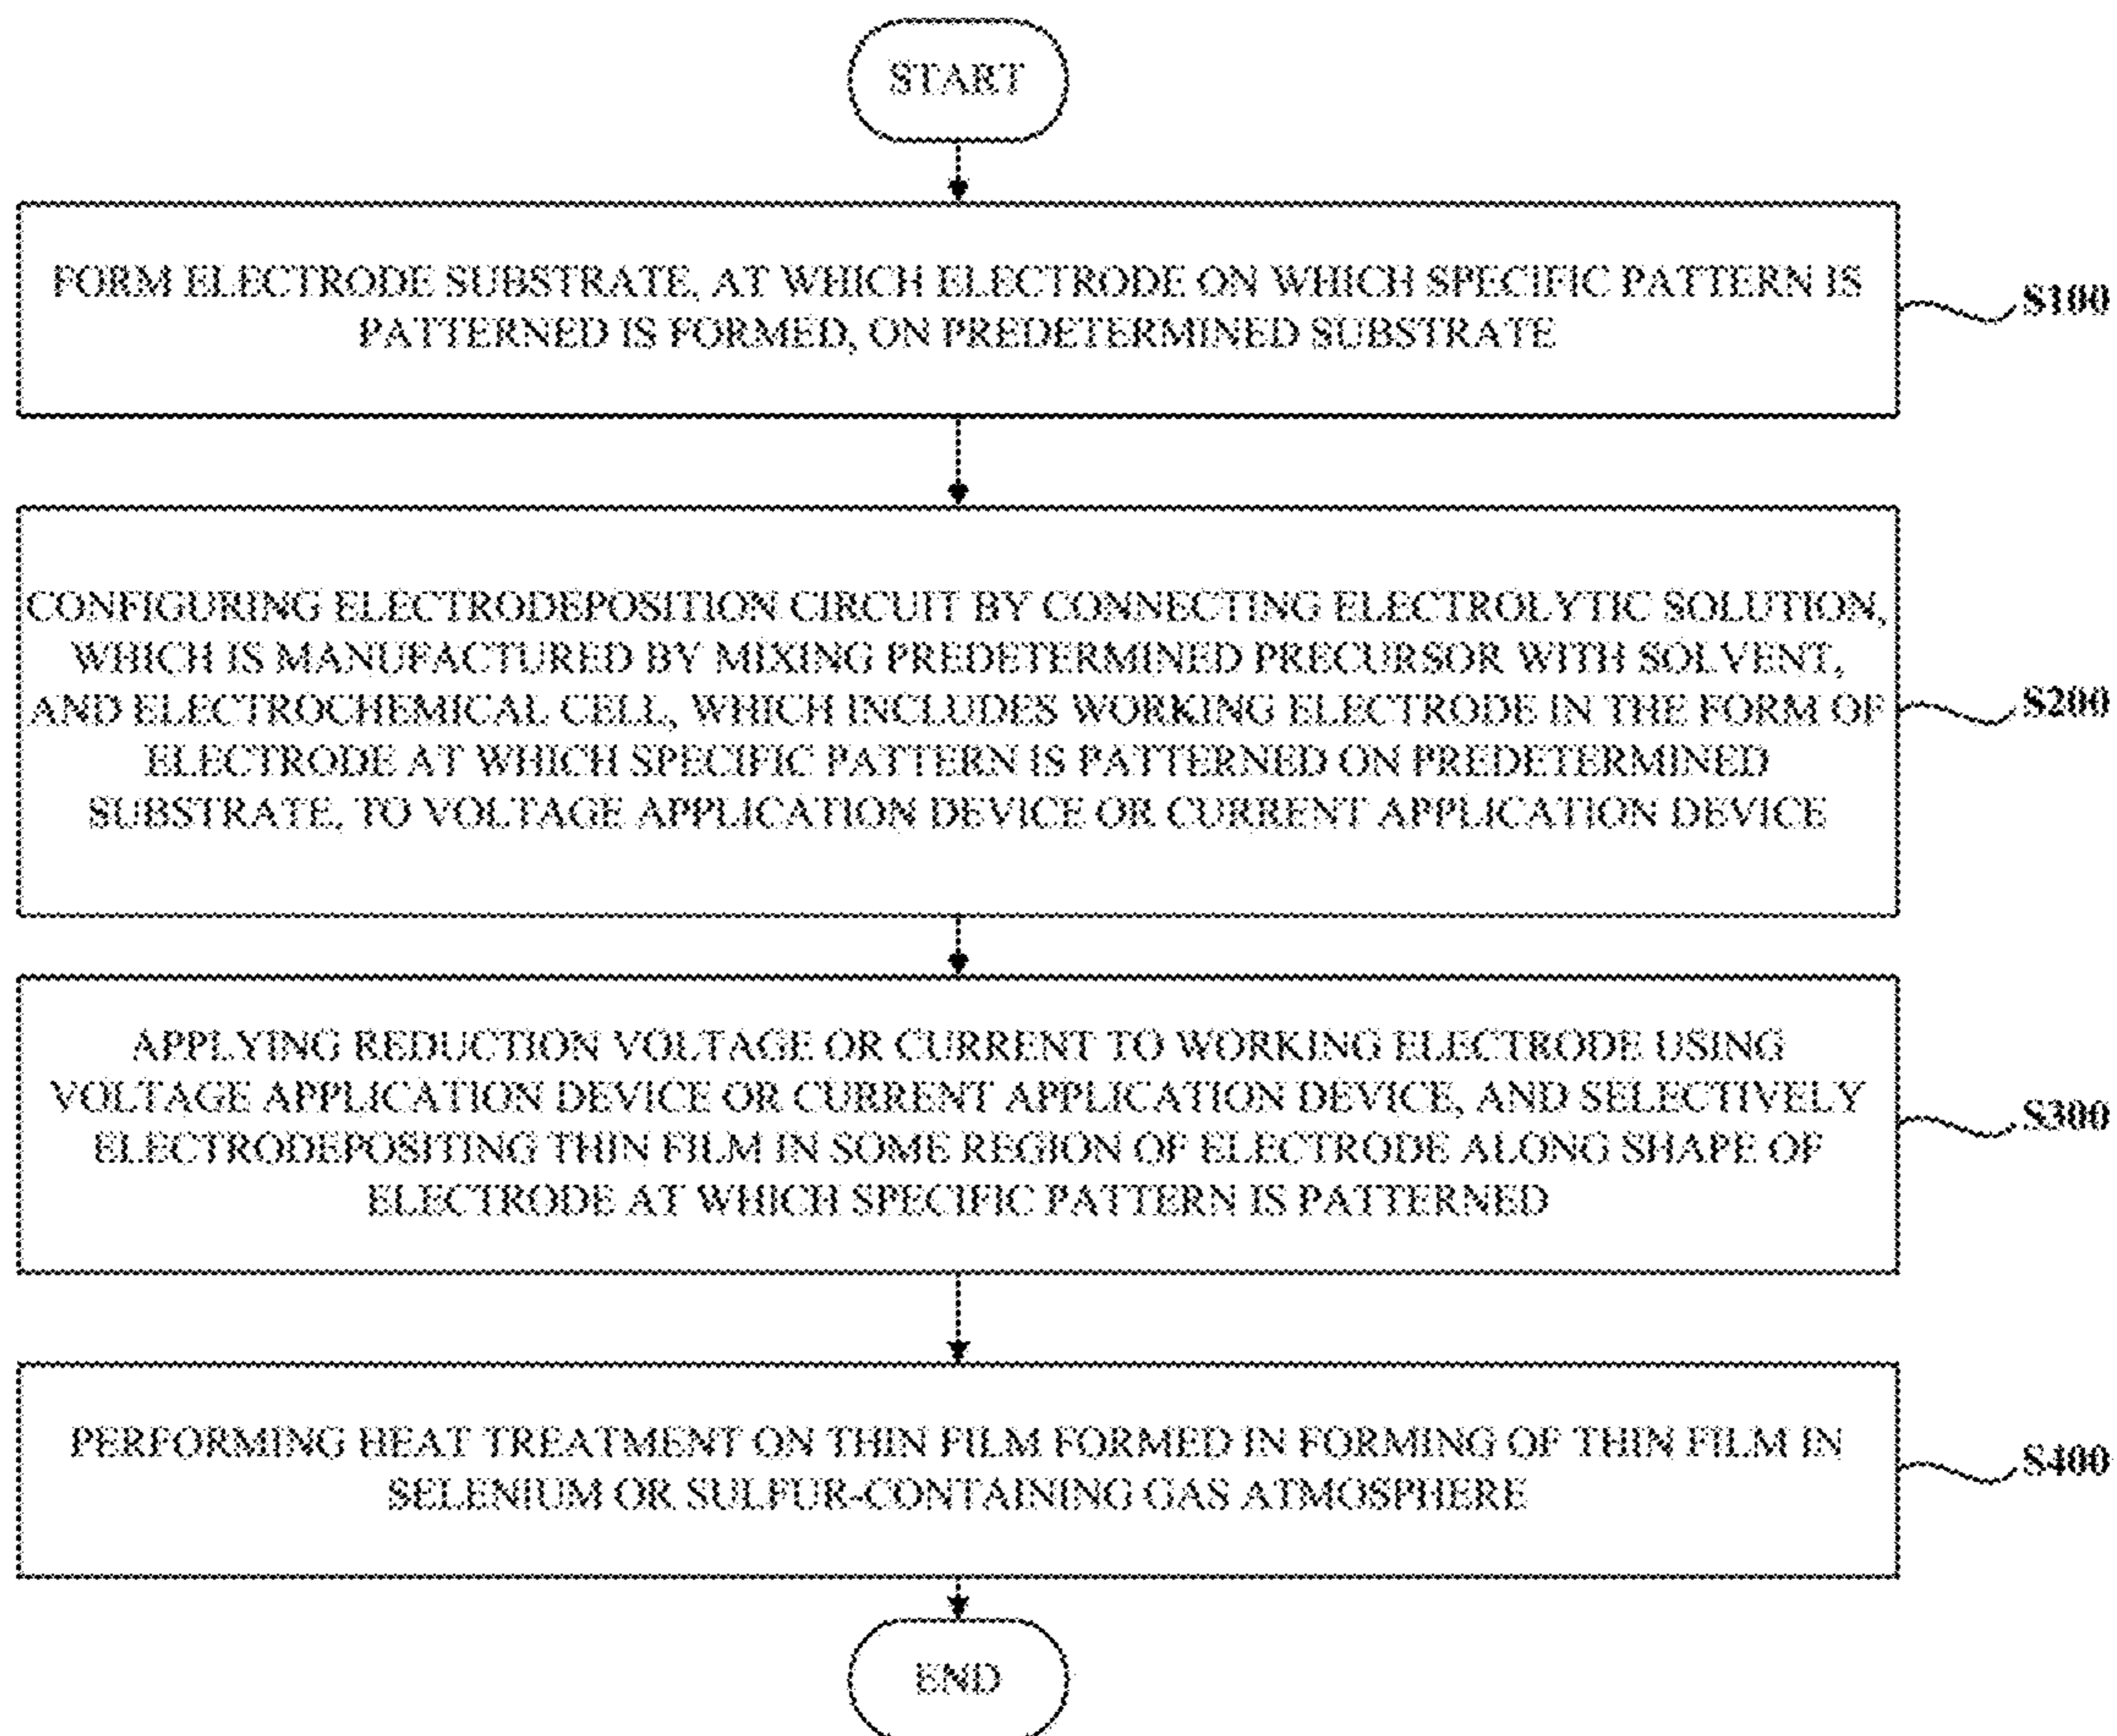 START
FORM ELECTRODE SUBSTRATE, AT WHICH ELECTRODE ON WHICH SPECIFIC PATTERN IS
PATTERNED IS FORMED, ON PREDETERMINED SUBSTRATE
S100
CONFIGURING ELECTRODEPOSITION CIRCUIT BY CONNECTING ELECTROLYTIC SOLUTION,
WHICH IS MANUFACTURED BY MIXING PREDETERMINED PRECURSOR WITH SOLVENT,
AND ELECTROCHEMICAL CELL, WHICH INCLUDES WORKING ELECTRODE IN THE FORM OF
ELECTRODE AT WHICH SPECIFIC PATTERN IS PATTERNED ON PREDETERMINED
SUBSTRATE, TO VOLTAGE APPLICATION DEVICE OR CURRENT APPLICATION DEVICE
S200
APPLYING REDUCTION VOLTAGE OR CURRENT TO WORKING ELECTRODE USING
VOLTAGE APPLICATION DEVICE OR CURRENT APPLICATION DEVICE, AND SELECTIVELY
ELECTRODEPOSITING THIN FILM IN SOME REGION OF ELECTRODE ALONG SHAPE OF
ELECTRODE AT WHICH SPECIFIC PATTERN IS PATTERNED
S300
PERFORMING HEAT TREATMENT ON THIN FILM FORMED IN FORMING OF THIN FILM IN
SELENIUM OR SULFUR-CONTAINING GAS ATMOSPHERE
S400
END